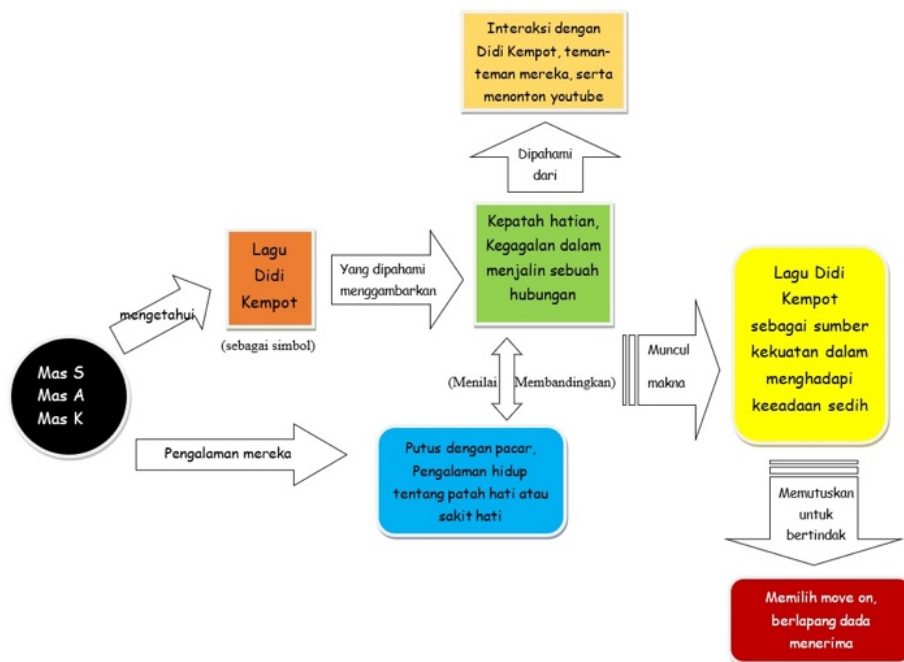 Interaksi dengan
Didi Kempot, teman-
teman mereka, serta
menonton youtube
Dipahami
dari
Kepatah hatian,
Kegagalan dalam
menjalin sebuah
hubungan
Lagu
Didi
Kempot
(sebagai simbol)
Yang dipahami
menggambarkan
mengetahui
Mas S
Mas A
Mas K
Pengalaman mereka
(Menilai
Membandingkan)
Putus dengan pacar,
Pengalaman hidup
tentang patah hati atau
sakit hati
Muncul
makna
Lagu Didi
Kempot
sebagai sumber
kekuatan dalam
menghadapi
keeadaan sedih
Memutuskan
untuk
bertindak
Memilih move on,
berlapang dada
menerima